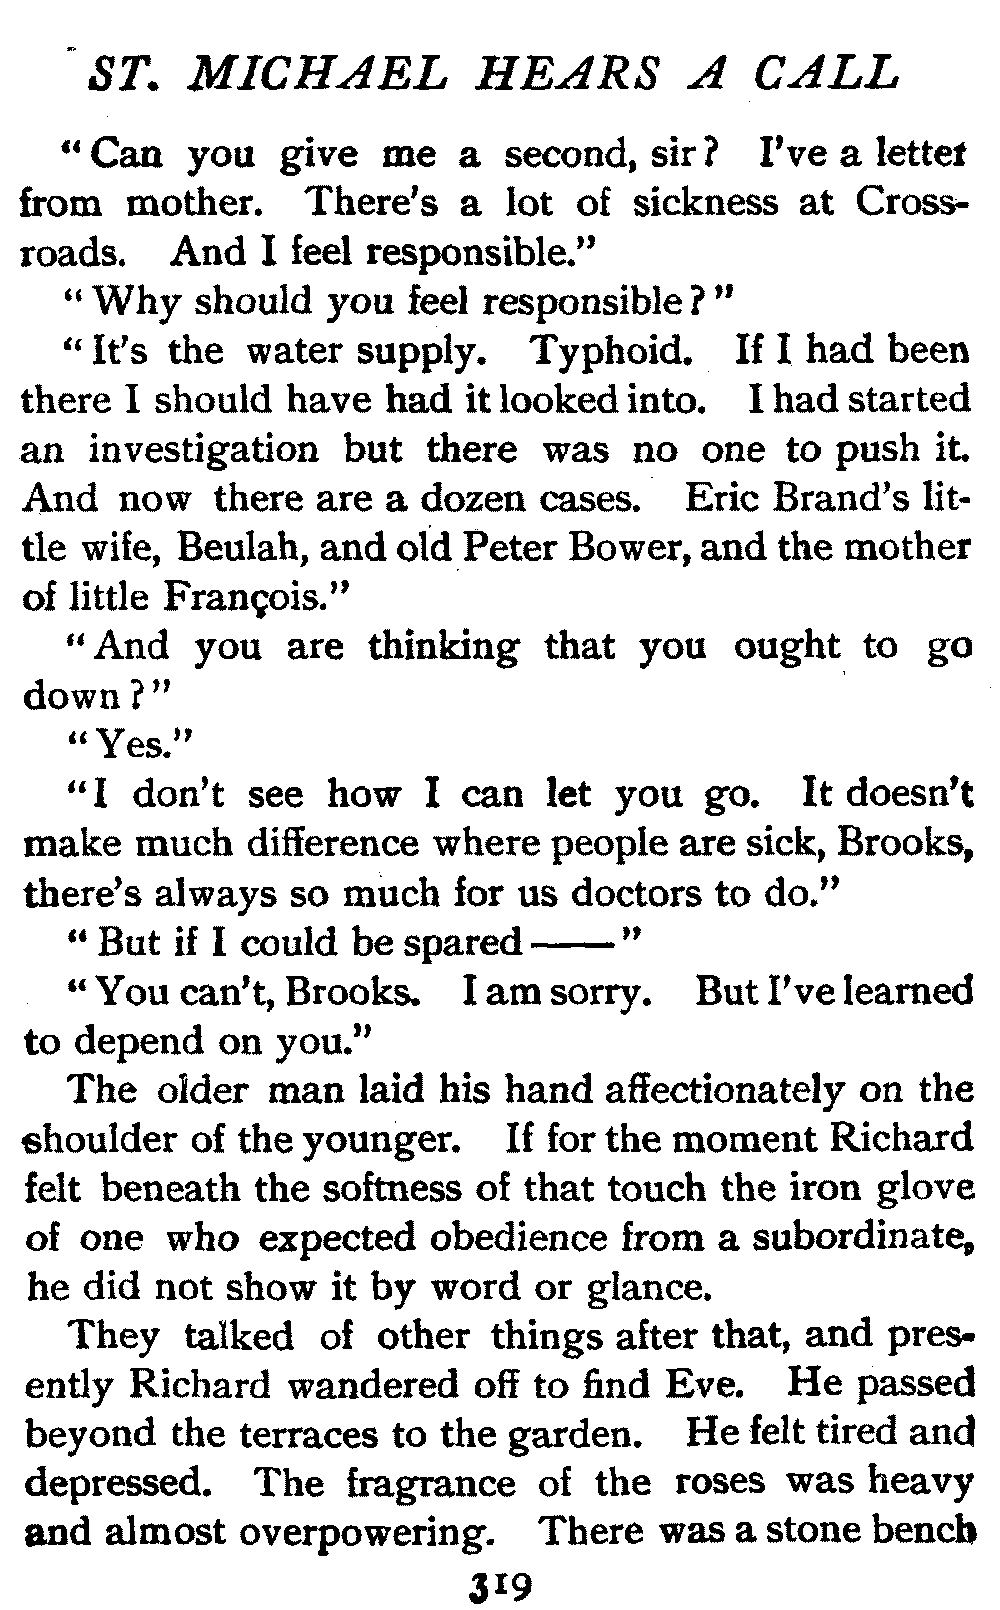 ST. MICHAEL HEARS A CALL
“Can you give me a second, sir? I've a letter
from mother. There's a lot of sickness at Cross-
roads. And I feel responsible.”
“Why should you feel responsible?”
“It's the water supply. Typhoid. If I had been
there I should have had it looked into. I had started
an investigation but there was no one to push it.
And now there are a dozen cases. Eric Brand's lit-
tle wife, Beulah, and old Peter Bower, and the mother
of little François.”
“And you are thinking that you ought to go
down?”
“Yes.”
“I don't see how I can let you go. It doesn't
make much difference where people are sick, Brooks,
there's always so much for us doctors to do.”
“But if I could be spared——”
“You can't, Brooks. I am sorry. But I've learned
to depend on you.”
The older man laid his hand affectionately on the
shoulder of the younger. If for the moment Richard
felt beneath the softness of that touch the iron glove
of one who expected obedience from a subordinate,
he did not show it by word or glance.
They talked of other things after that, and pres-
ently Richard wandered off to find Eve. He passed
beyond the terraces to the garden. He felt tired and
depressed. The fragrance of the roses was heavy
and almost overpowering. There was a stone bench
319